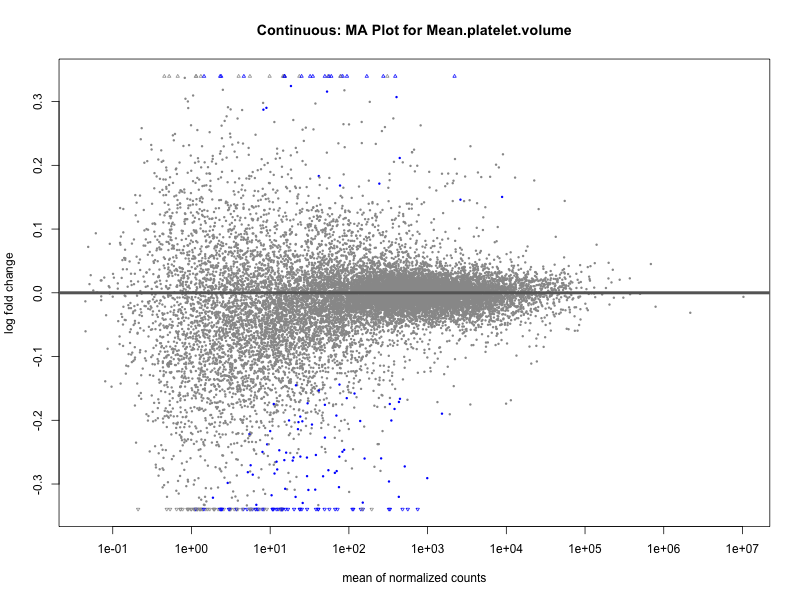 Continuous: MA Plot for Mean.platelet.volume
log fold change
0.3
0.2
0.1
0.0
-0.1
-0.2
-0.3
1e-01 1e+00 1e+01 1e+02 1e+03 1e+04 1e+05 1e+06 1e+07
mean of normalized counts